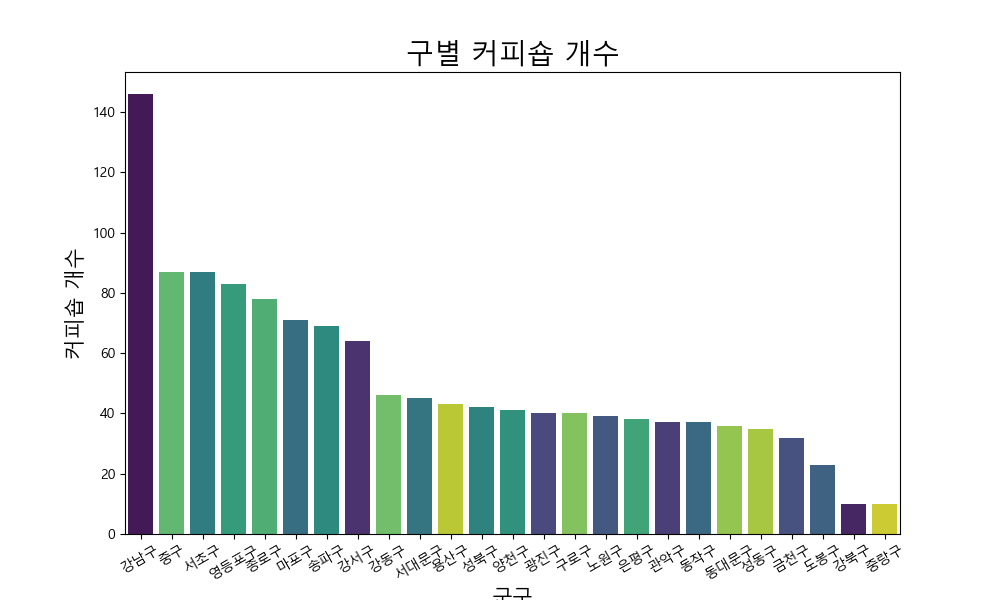 구별 커피숍 개수
커피숍 개수
140
120
100
80
60
40
20
0
강남구
중구
서초구
영등포구
종로구
마포구
송파구
강서구
강동구
서대문구
용산구
성북구
양천구
광진구
구로구
노원구
은평구
관악구
동작구
동대문구
성동구
금천구
도봉구
강북구
중랑구